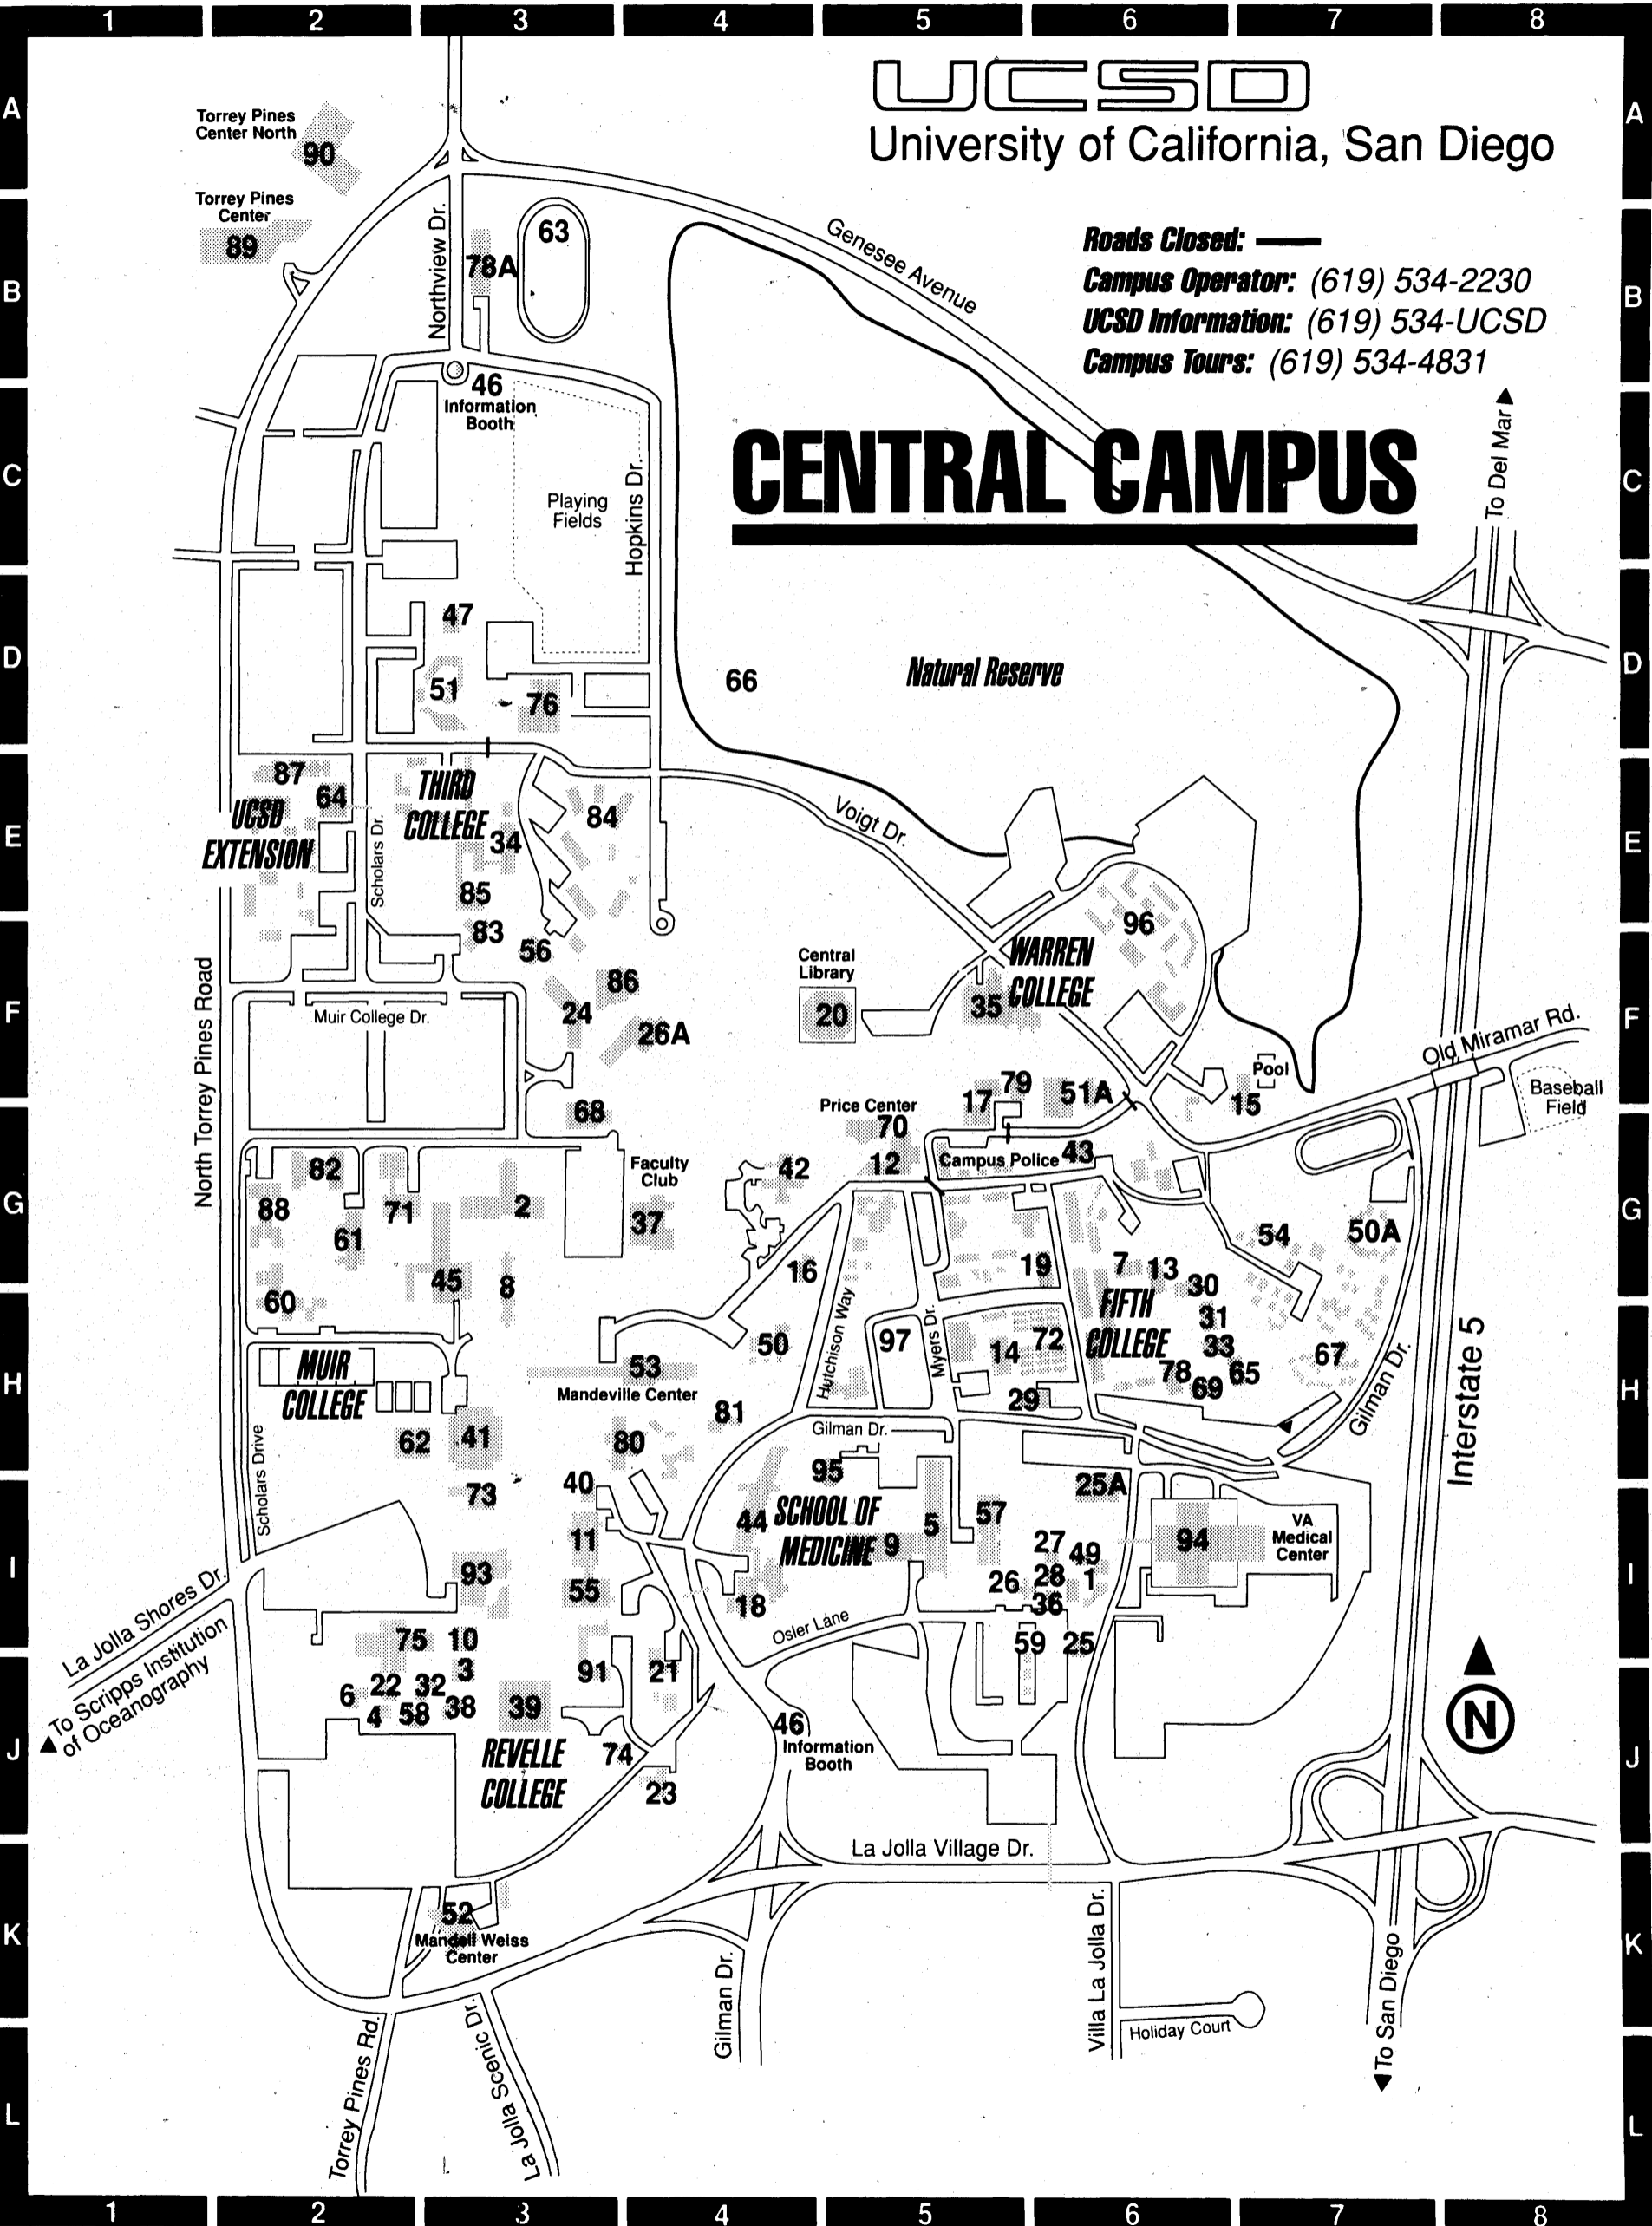 1 2 3 4 5 6 7 8
A A
UCSD
University of California, San Diego
Torrey Pines
Center North
90
Torrey Pines
Center
89
B B
Northview Dr.
78A
63
Genesee Avenue
Roads Closed:
Campus Operator: (619) 534-2230
UCSD Information: (619) 534-UCSD
Campus Tours: (619) 534-4831
46
Information
Booth
C C
CENTRAL CAMPUS
To Del Mar
Playing
Fields
Hopkins Dr.
D D
47
51
76
66
Natural Reserve
E E
87
64
UCSD
EXTENSION
Scholars Dr.
THIRD
COLLEGE
34
84
85
83
56
Voigt Dr.
96
WARREN
COLLEGE
35
Central
Library
20
F F
North Torrey Pines Road
Muir College Dr.
86
24
26A
68
Old Miramar Rd.
Baseball
Field
Pool
15
79
17
51A
Price Center
70
12
Campus Police 43
G G
82
88
71
61
2
Faculty
Club
37
42
45
8
60
16
19
7
13
30
54
50A
FIFTH
COLLEGE
31
33
78
69
65
67
H H
MUIR
COLLEGE
53
Mandeville Center
50
Hutchison Way
97
Myers Dr.
14
72
29
Gilman Dr.
Interstate 5
62
41
80
81
Gilman Dr.
Scholars Drive
73
40
95
25A
I I
11
44
SCHOOL OF
MEDICINE
9
5
57
27
49
26
28
1
36
94
VA
Medical
Center
93
55
18
Osler Lane
59
25
La Jolla Shores Dr.
To Scripps Institution
of Oceanography
75
10
3
91
21
J J
6
22
32
4
58
38
39
46
Information
Booth
N
REVELLE
COLLEGE
74
23
La Jolla Village Dr.
K K
52
Mandell Weiss
Center
Gilman Dr.
Villa La Jolla Dr.
Holiday Court
To San Diego
L L
Torrey Pines Rd.
La Jolla Scenic Dr.
1 2 3 4 5 6 7 8